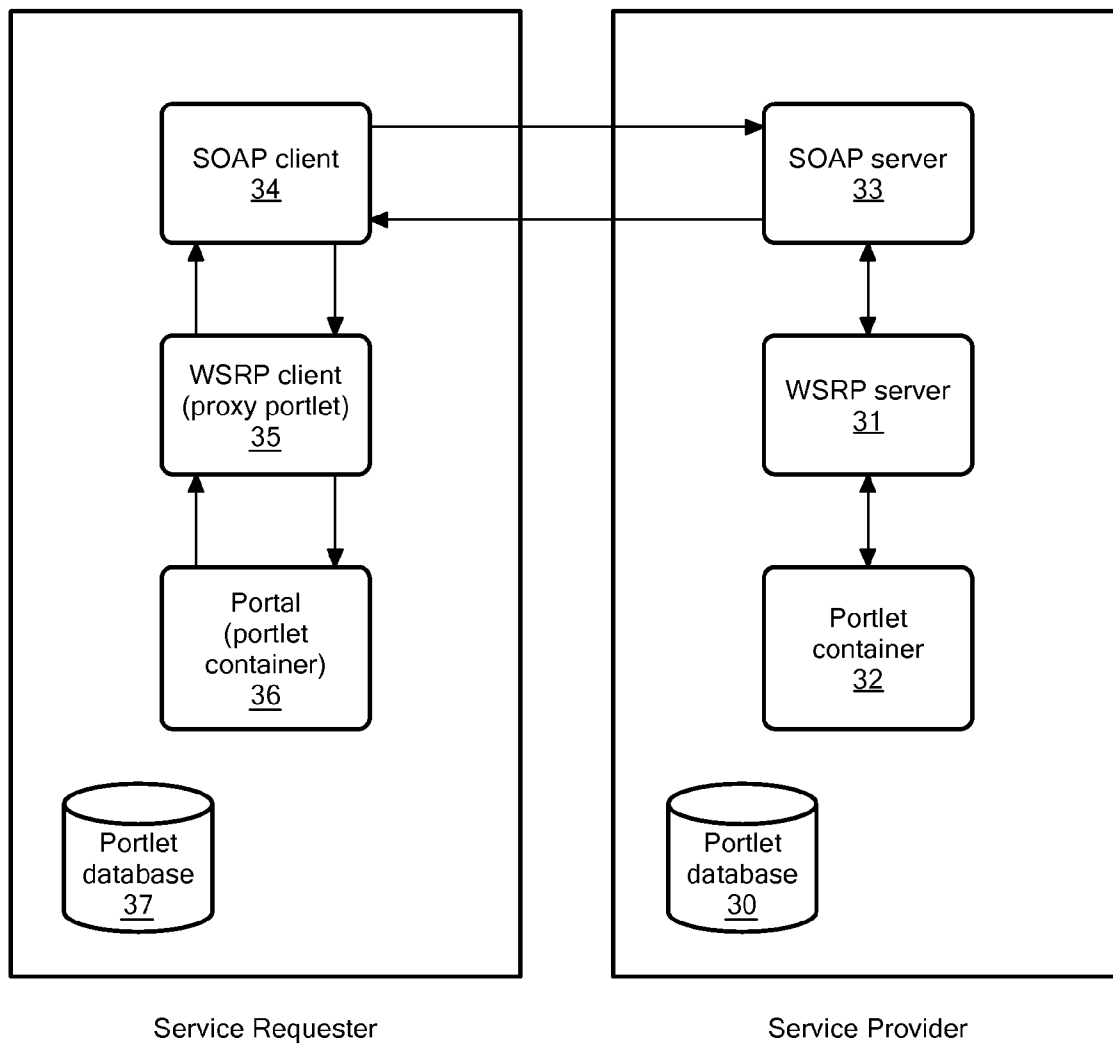 SOAP client
34
SOAP server
33
WSRP client
(proxy portlet)
35
WSRP server
31
Portal
(portlet
container)
36
Portlet
container
32
Portlet
database
37
Portlet
database
30
Service Requester
Service Provider